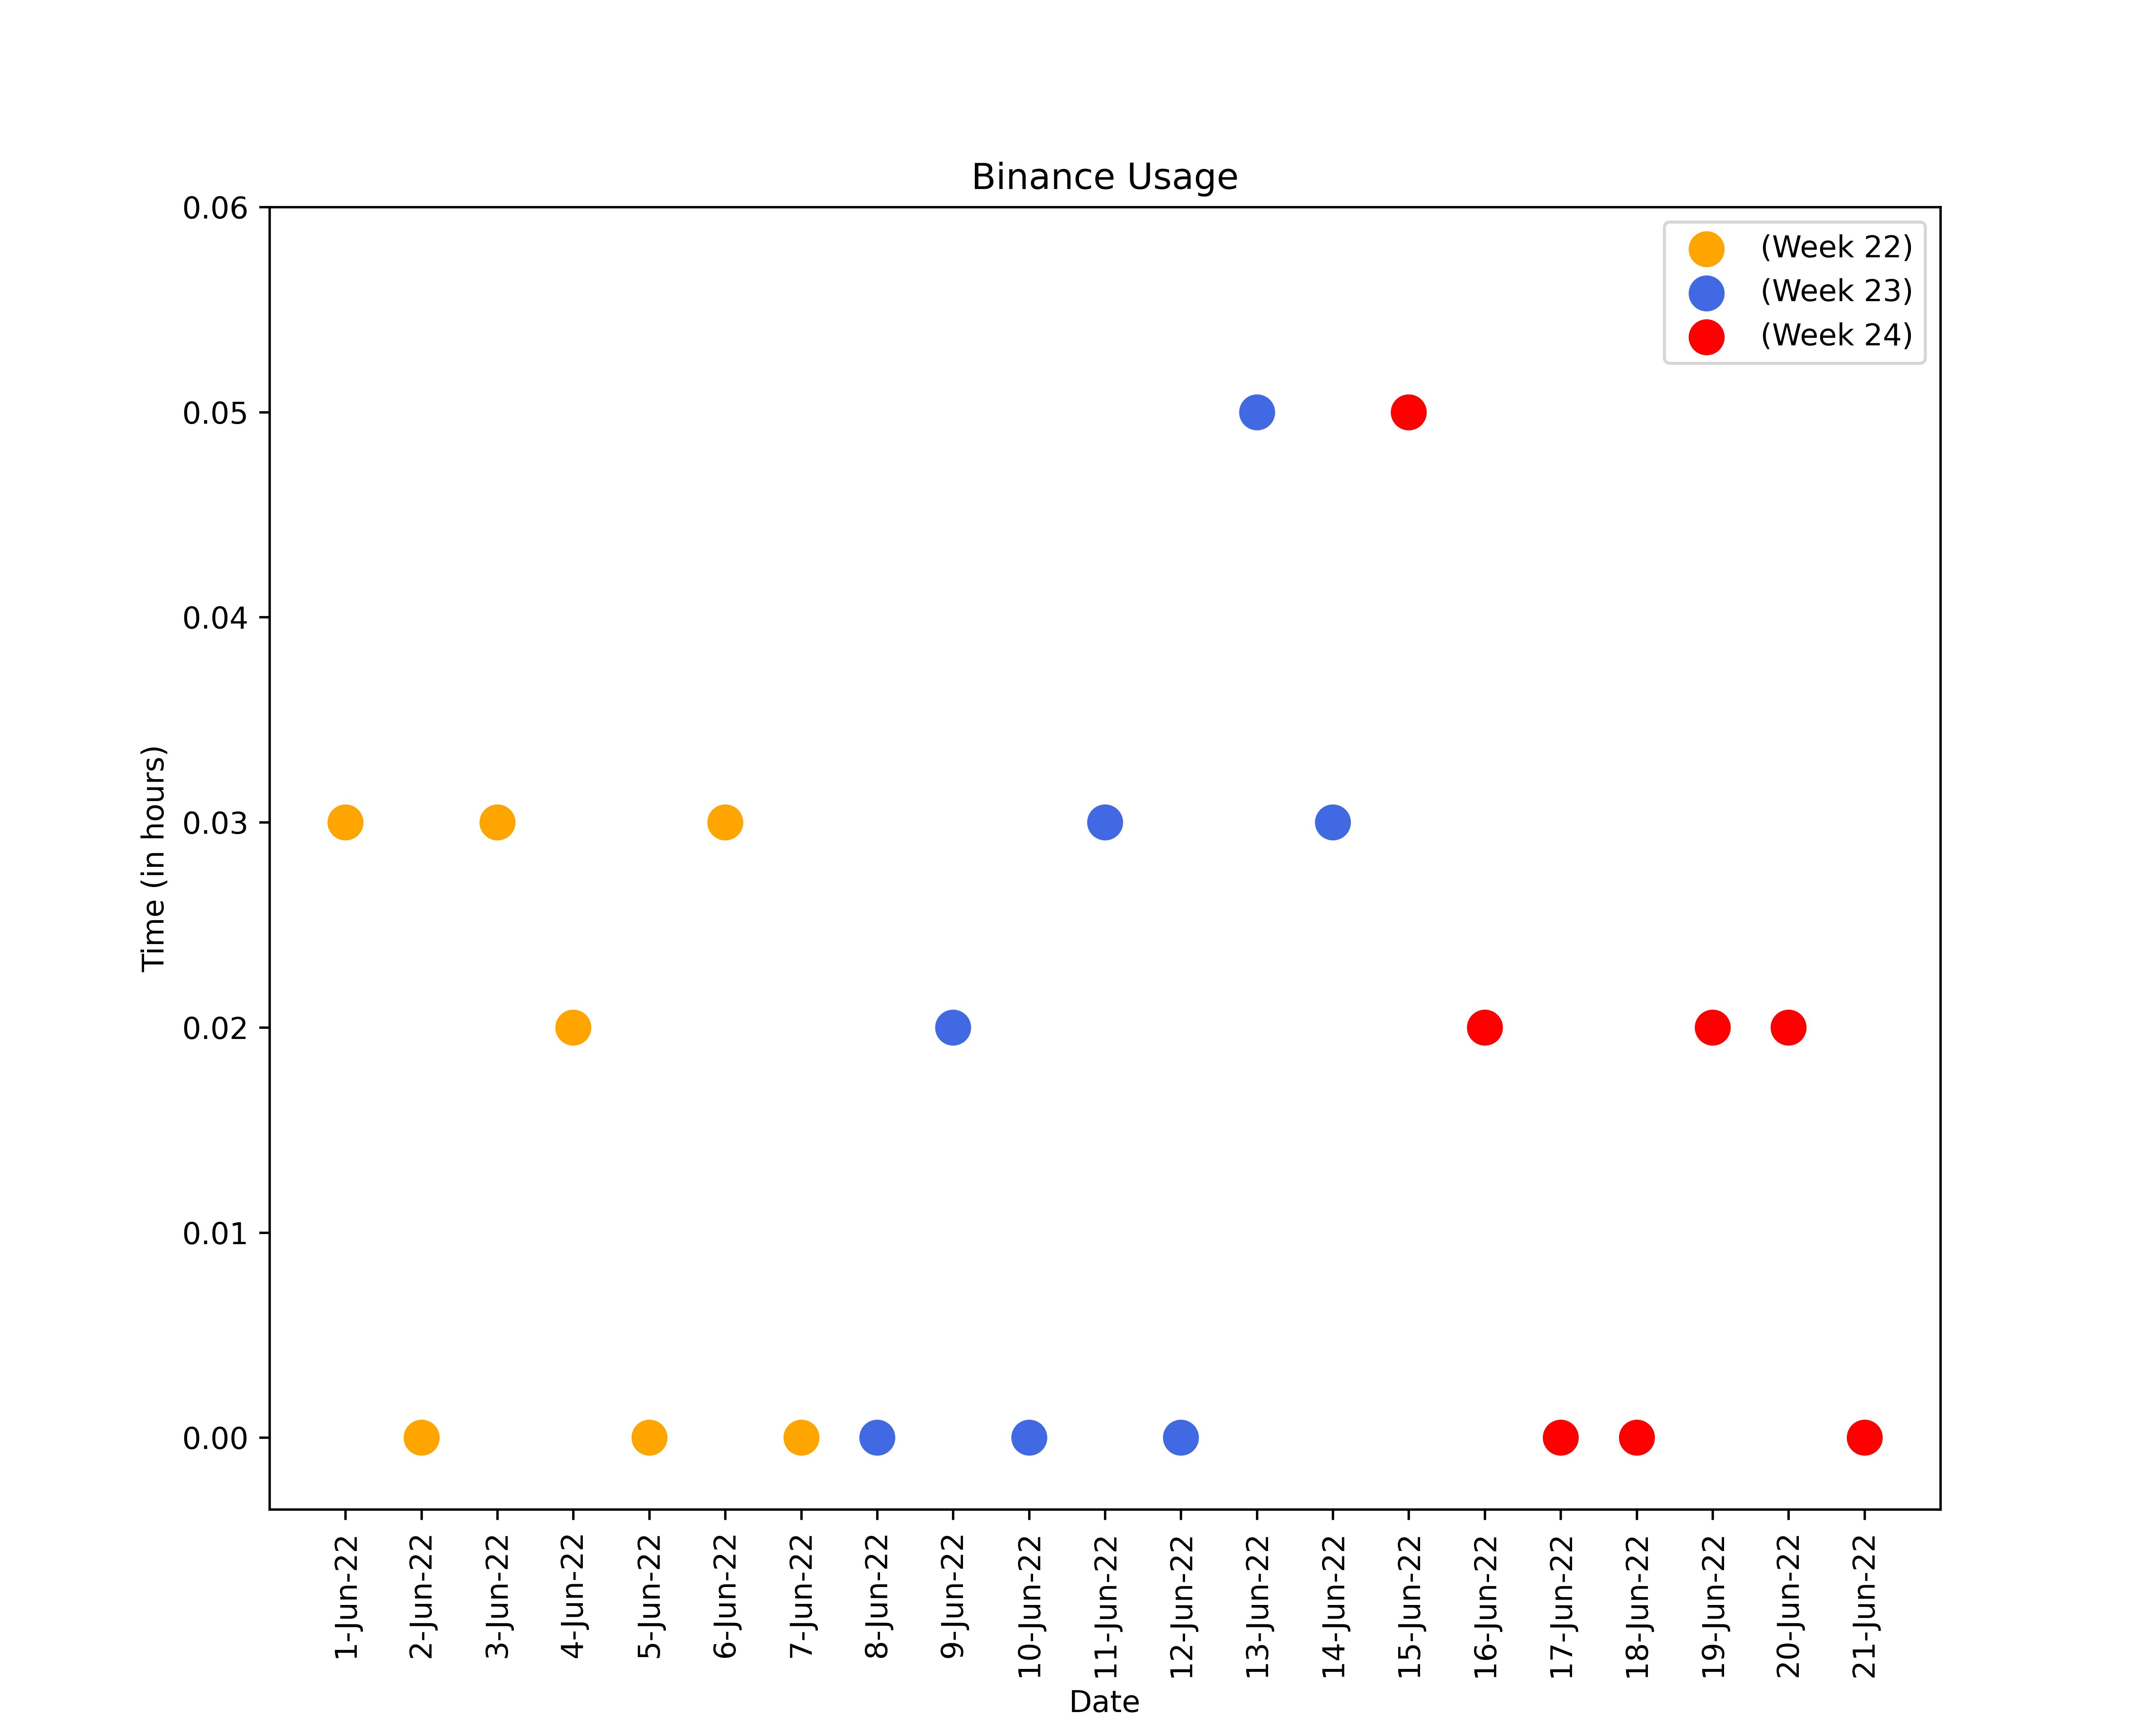 Binance Usage
0.06
0.05
0.04
0.03
0.02
0.01
0.00
Time (in hours)
(Week 22)
(Week 23)
(Week 24)
1-Jun-22
2-Jun-22
3-Jun-22
4-Jun-22
5-Jun-22
6-Jun-22
7-Jun-22
8-Jun-22
9-Jun-22
10-Jun-22
11-Jun-22
12-Jun-22
13-Jun-22
14-Jun-22
15-Jun-22
16-Jun-22
17-Jun-22
18-Jun-22
19-Jun-22
20-Jun-22
21-Jun-22
Date